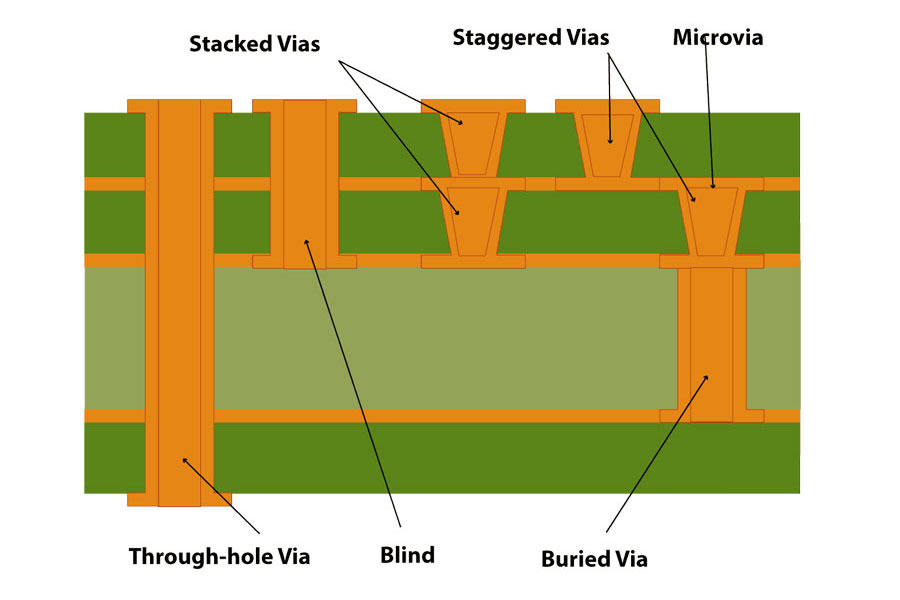 Stacked Vias
Staggered Vias
Microvia
Through-hole Via
Blind
Buried Via